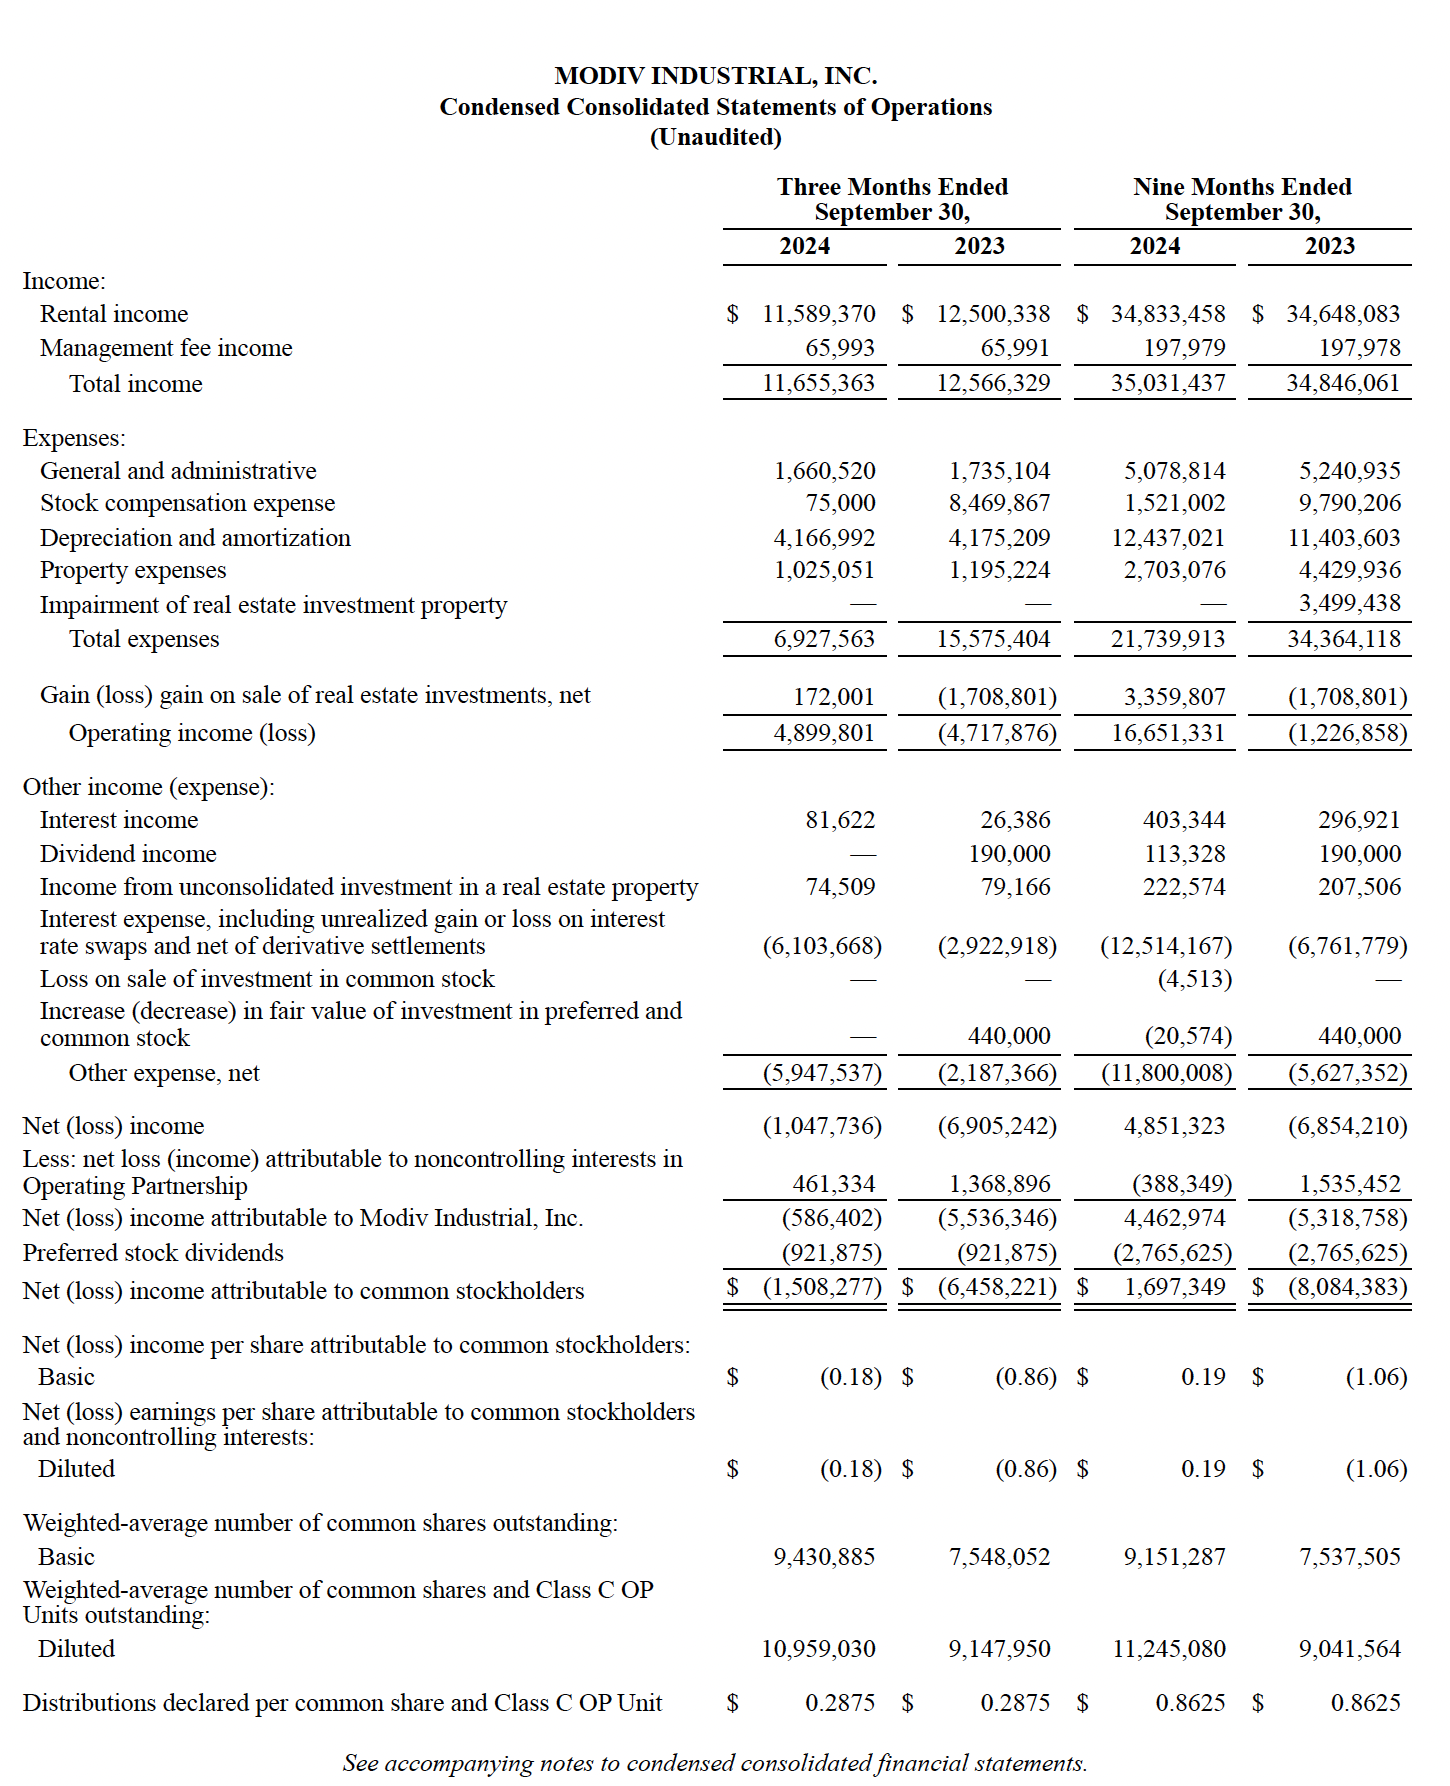 MODIV INDUSTRIAL, INC.
Condensed Consolidated Statements of Operations
(Unaudited)
Three Months Ended Nine Months Ended
September 30, September 30,
2024 2023 2024 2023
Income:
Rental income $ 11,589,370 $ 12,500,338 $ 34,833,458 $ 34,648,083
Management fee income 65,993 65,991 197,979 197,978
Total income 11,655,363 12,566,329 35,031,437 34,846,061
Expenses:
General and administrative 1,660,520 1,735,104 5,078,814 5,240,935
Stock compensation expense 75,000 8,469,867 1,521,002 9,790,206
Depreciation and amortization 4,166,992 4,175,209 12,437,021 11,403,603
Property expenses 1,025,051 1,195,224 2,703,076 4,429,936
Impairment of real estate investment property — — — 3,499,438
Total expenses 6,927,563 15,575,404 21,739,913 34,364,118
Gain (loss) gain on sale of real estate investments, net 172,001 (1,708,801) 3,359,807 (1,708,801)
Operating income (loss) 4,899,801 (4,717,876) 16,651,331 (1,226,858)
Other income (expense):
Interest income 81,622 26,386 403,344 296,921
Dividend income — 190,000 113,328 190,000
Income from unconsolidated investment in a real estate property 74,509 79,166 222,574 207,506
Interest expense, including unrealized gain or loss on interest
rate swaps and net of derivative settlements (6,103,668) (2,922,918) (12,514,167) (6,761,779)
Loss on sale of investment in common stock — — (4,513) —
Increase (decrease) in fair value of investment in preferred and
common stock — 440,000 (20,574) 440,000
Other expense, net (5,947,537) (2,187,366) (11,800,008) (5,627,352)
Net (loss) income (1,047,736) (6,905,242) 4,851,323 (6,854,210)
Less: net loss (income) attributable to noncontrolling interests in
Operating Partnership 461,334 1,368,896 (388,349) 1,535,452
Net (loss) income attributable to Modiv Industrial, Inc. (586,402) (5,536,346) 4,462,974 (5,318,758)
Preferred stock dividends (921,875) (921,875) (2,765,625) (2,765,625)
Net (loss) income attributable to common stockholders $ (1,508,277) $ (6,458,221) $ 1,697,349 $ (8,084,383)
Net (loss) income per share attributable to common stockholders:
Basic $ (0.18) $ (0.86) $ 0.19 $ (1.06)
Net (loss) earnings per share attributable to common stockholders
and noncontrolling interests:
Diluted $ (0.18) $ (0.86) $ 0.19 $ (1.06)
Weighted-average number of common shares outstanding:
Basic 9,430,885 7,548,052 9,151,287 7,537,505
Weighted-average number of common shares and Class C OP
Units outstanding:
Diluted 10,959,030 9,147,950 11,245,080 9,041,564
Distributions declared per common share and Class C OP Unit $ 0.2875 $ 0.2875 $ 0.8625 $ 0.8625
See accompanying notes to condensed consolidated financial statements.